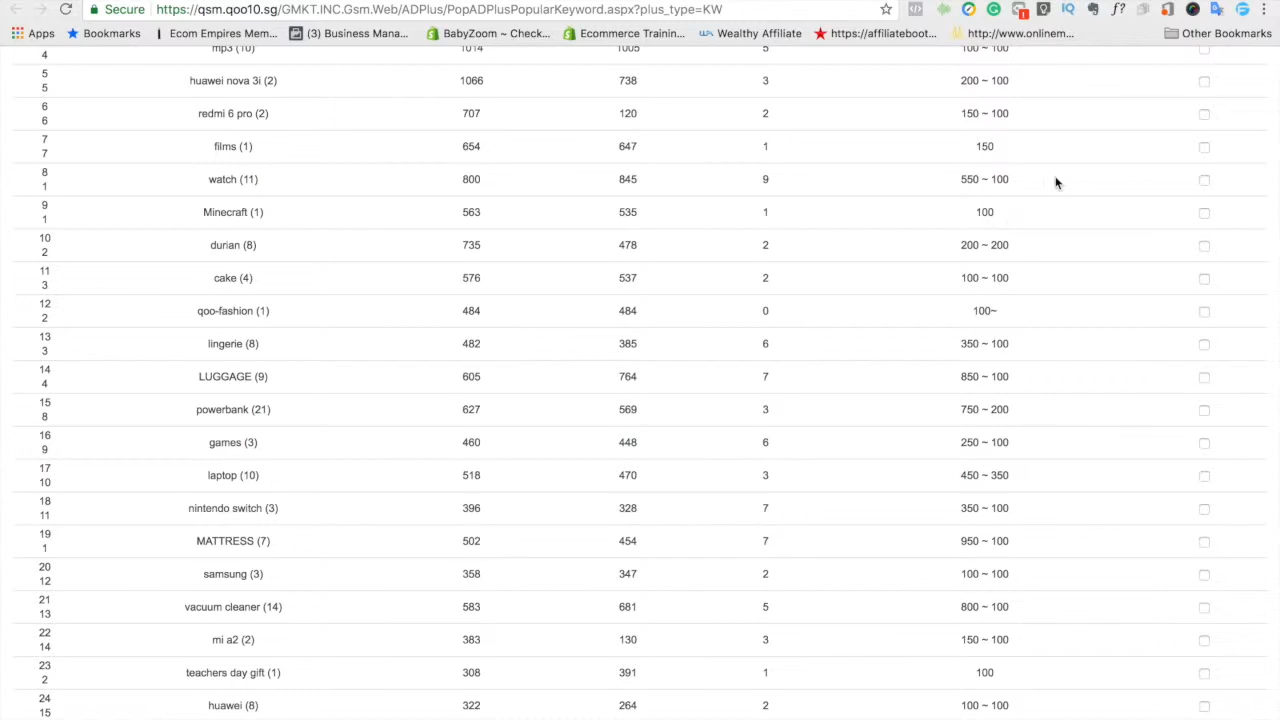 Secure https://qsm.qoo10.sg/GMKT.INC.Gsm.Web/ADPlus/PopADPlusPopularKeyword.aspx?plus_type=KW
Apps Bookmarks Ecom Empires Mem... (3) Business Mana... BabyZoom ~ Chec... Ecommerce Trainin... Wealthy Affiliate https://affiliateboot... http://www.onlinem... Other Bookmarks
4 mp3 (10) 1014 1005 5 100 ~ 100
5 huawei nova 3i (2) 1066 738 3 200 ~ 100
5
6 redmi 6 pro (2) 707 120 2 150 ~ 100
6
7 films (1) 654 647 1 150
7
8 watch (11) 800 845 9 550 ~ 100
1
9 Minecraft (1) 563 535 1 100
1
10 durian (8) 735 478 2 200 ~ 200
2
11 cake (4) 576 537 2 100 ~ 100
3
12 qoo-fashion (1) 484 484 0 100~
2
13 lingerie (8) 482 385 6 350 ~ 100
3
14 LUGGAGE (9) 605 764 7 850 ~ 100
4
15 powerbank (21) 627 569 3 750 ~ 200
8
16 games (3) 460 448 6 250 ~ 100
9
17 laptop (10) 518 470 3 450 ~ 350
10
18 nintendo switch (3) 396 328 7 350 ~ 100
11
19 MATTRESS (7) 502 454 7 950 ~ 100
1
20 samsung (3) 358 347 2 100 ~ 100
12
21 vacuum cleaner (14) 583 681 5 800 ~ 100
13
22 mi a2 (2) 383 130 3 150 ~ 100
14
23 teachers day gift (1) 308 391 1 100
2
24 huawei (8) 322 264 2 100 ~ 100
15